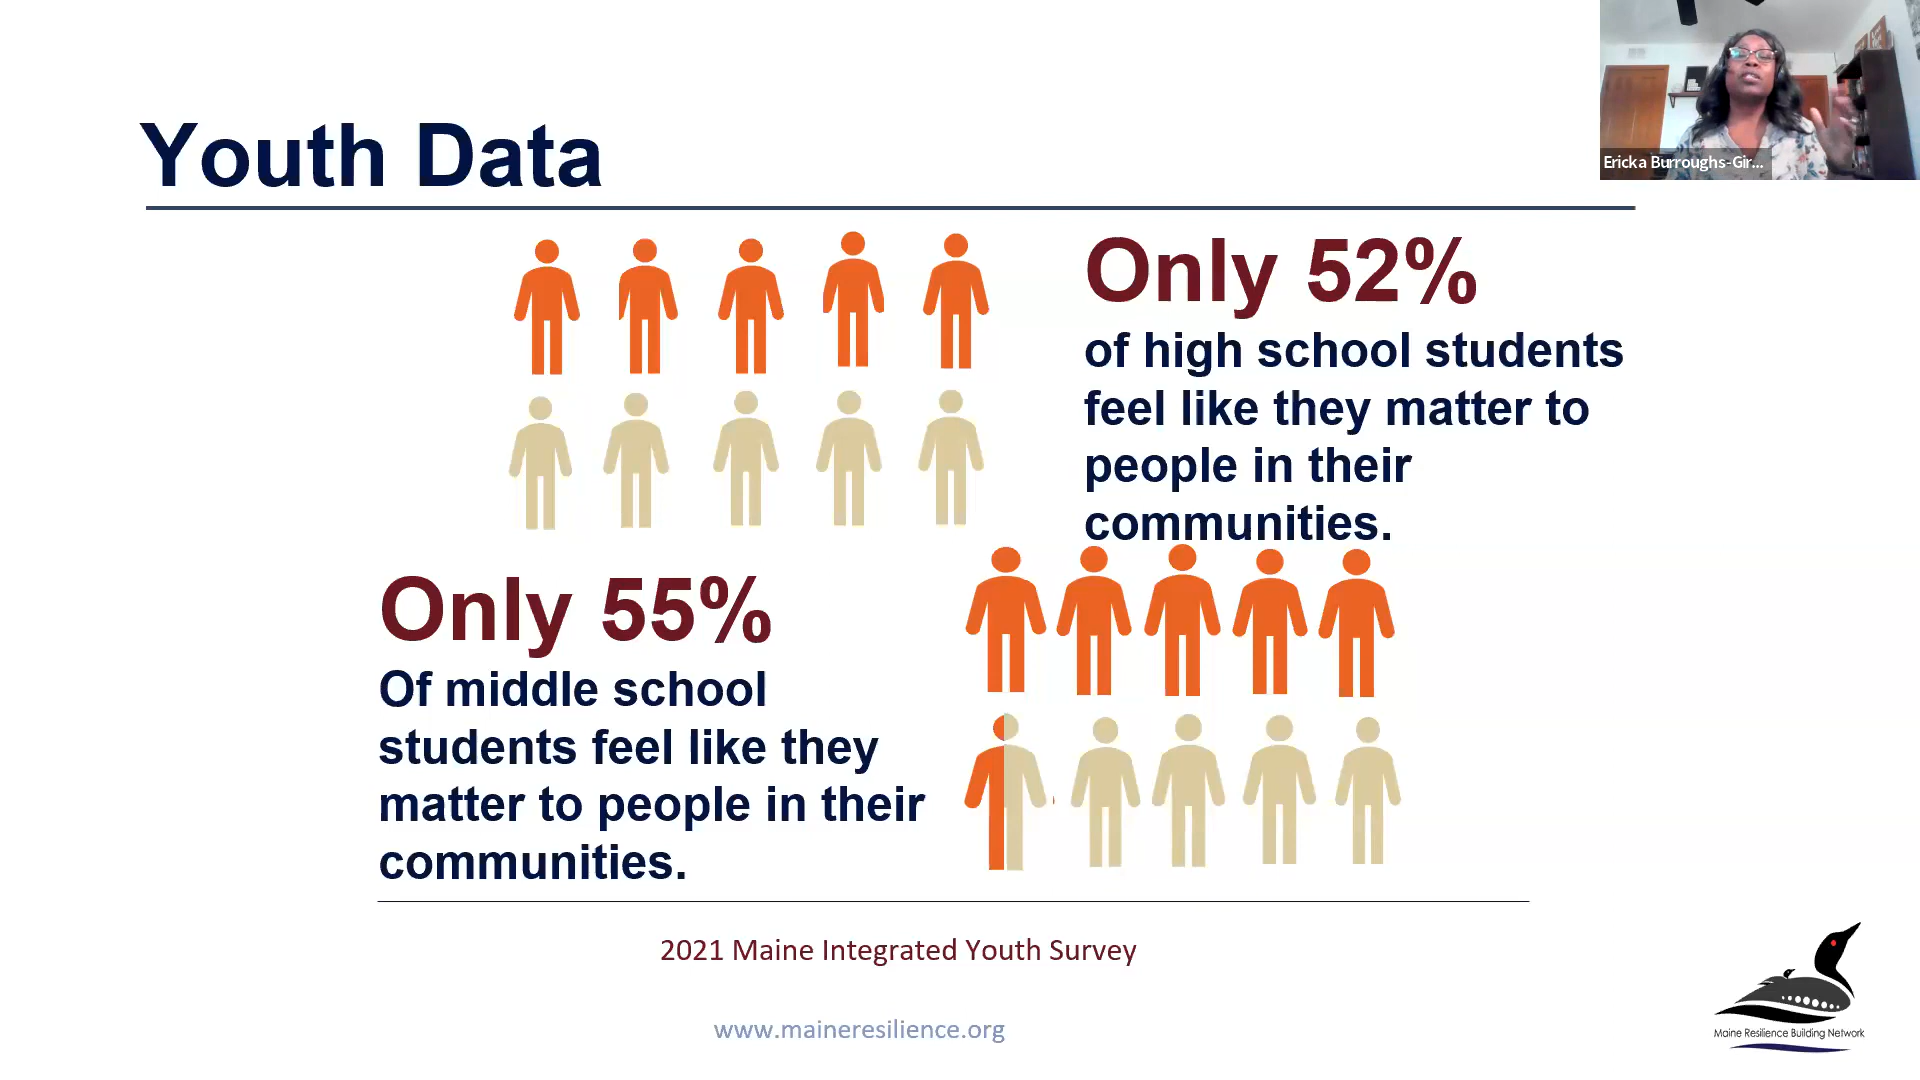 Youth Data
Ericka Burroughs-Gir...
Only 52%
of high school students
feel like they matter to
people in their
communities.
Only 55%
Of middle school
students feel like they
matter to people in their
communities.
2021 Maine Integrated Youth Survey
www.maineresilience.org
Maine Resilience Building Network